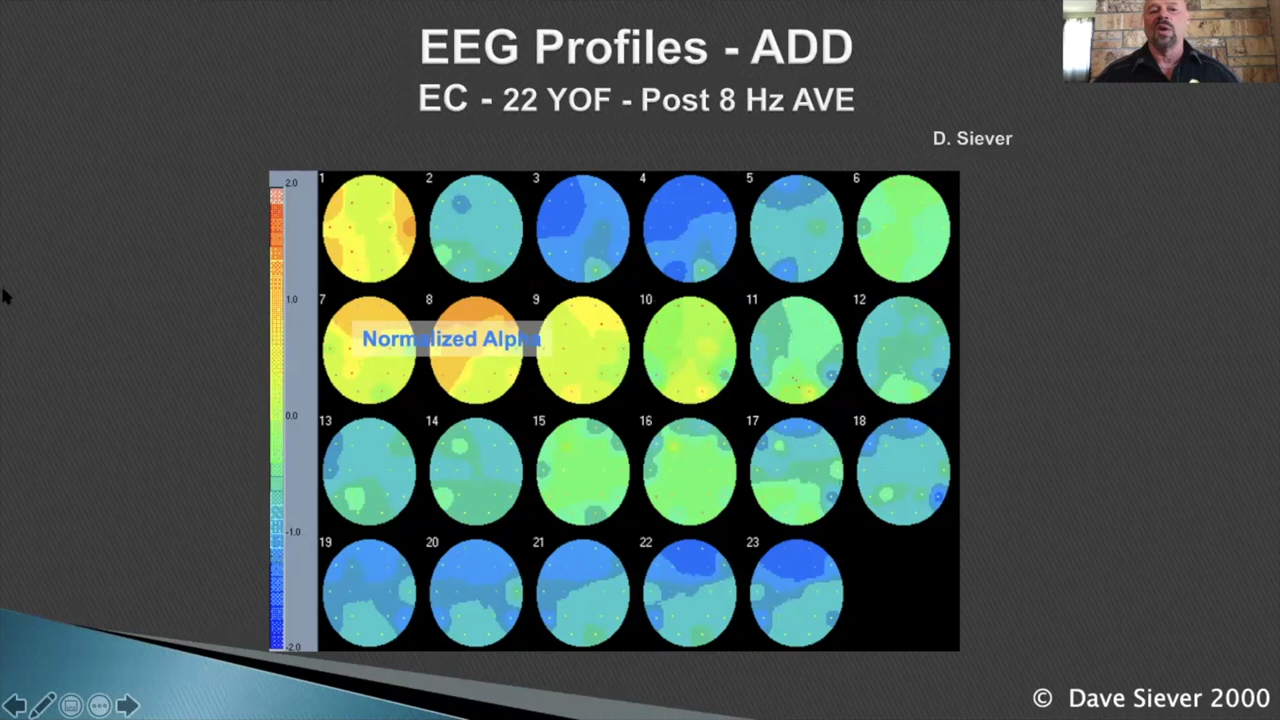 EEG Profiles - ADD
EC - 22 YOF - Post 8 Hz AVE
D. Siever
2.0
1.0
0.0
-1.0
-2.0
1 2 3 4 5 6
7 8 9 10 11 12
Normalized Alpha
13 14 15 16 17 18
19 20 21 22 23
© Dave Siever 2000